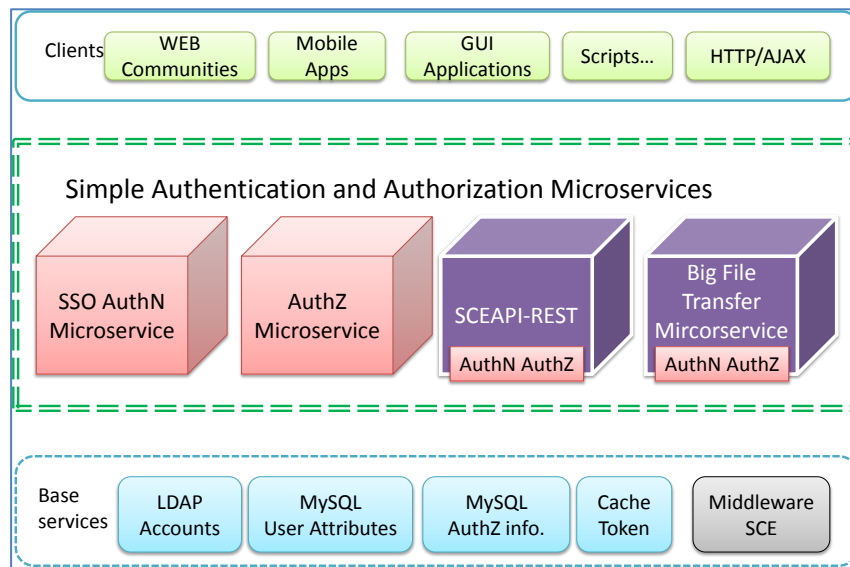 Clients
WEB
Communities
Mobile
Apps
GUI
Applications
Scripts...
HTTP/AJAX
Simple Authentication and Authorization Microservices
SSO AuthN
Microservice
AuthZ
Microservice
SCEAPI-REST
AuthN AuthZ
Big File
Transfer
Mircorservice
AuthN AuthZ
Base
services
LDAP
Accounts
MySQL
User Attributes
MySQL
AuthZ info.
Cache
Token
Middleware
SCE